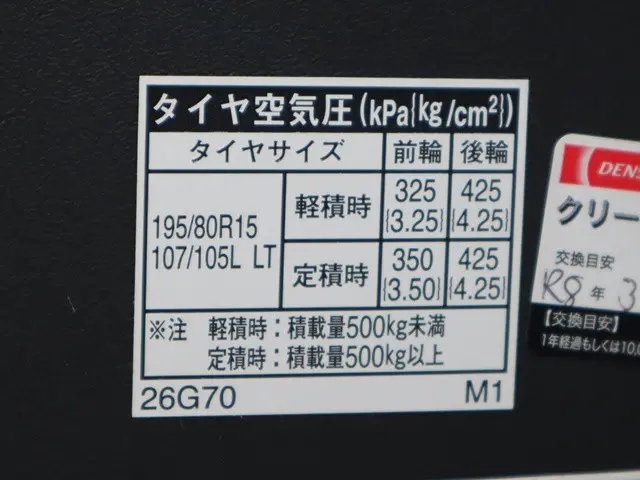 タイヤ空気圧(kPa{kg/cm²})
タイヤサイズ 前輪 後輪
195/80R15
107/105L LT
軽積時 325 425
{3.25} {4.25}
定積時 350 425
{3.50} {4.25}
※注 軽積時:積載量500kg未満
定積時:積載量500kg以上
26G70 M1
DENS
クリー
交換目安
R8年 3
【交換目安】
1年経過もしくは10,0